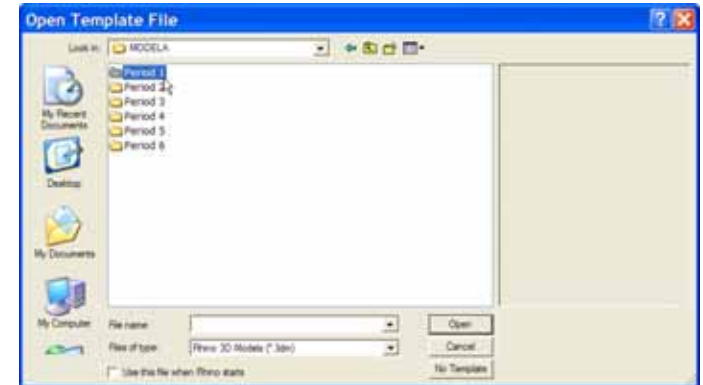 Open Template File
Look in:
MODELA
Period 1
Period 2
Period 3
Period 4
Period 5
Period 6
My Recent
Documents
Desktop
My Documents
My Computer
File name:
Open
Files of type:
Rhino 3D Models (*.3dm)
Cancel
Use this file when Rhino starts
No Template